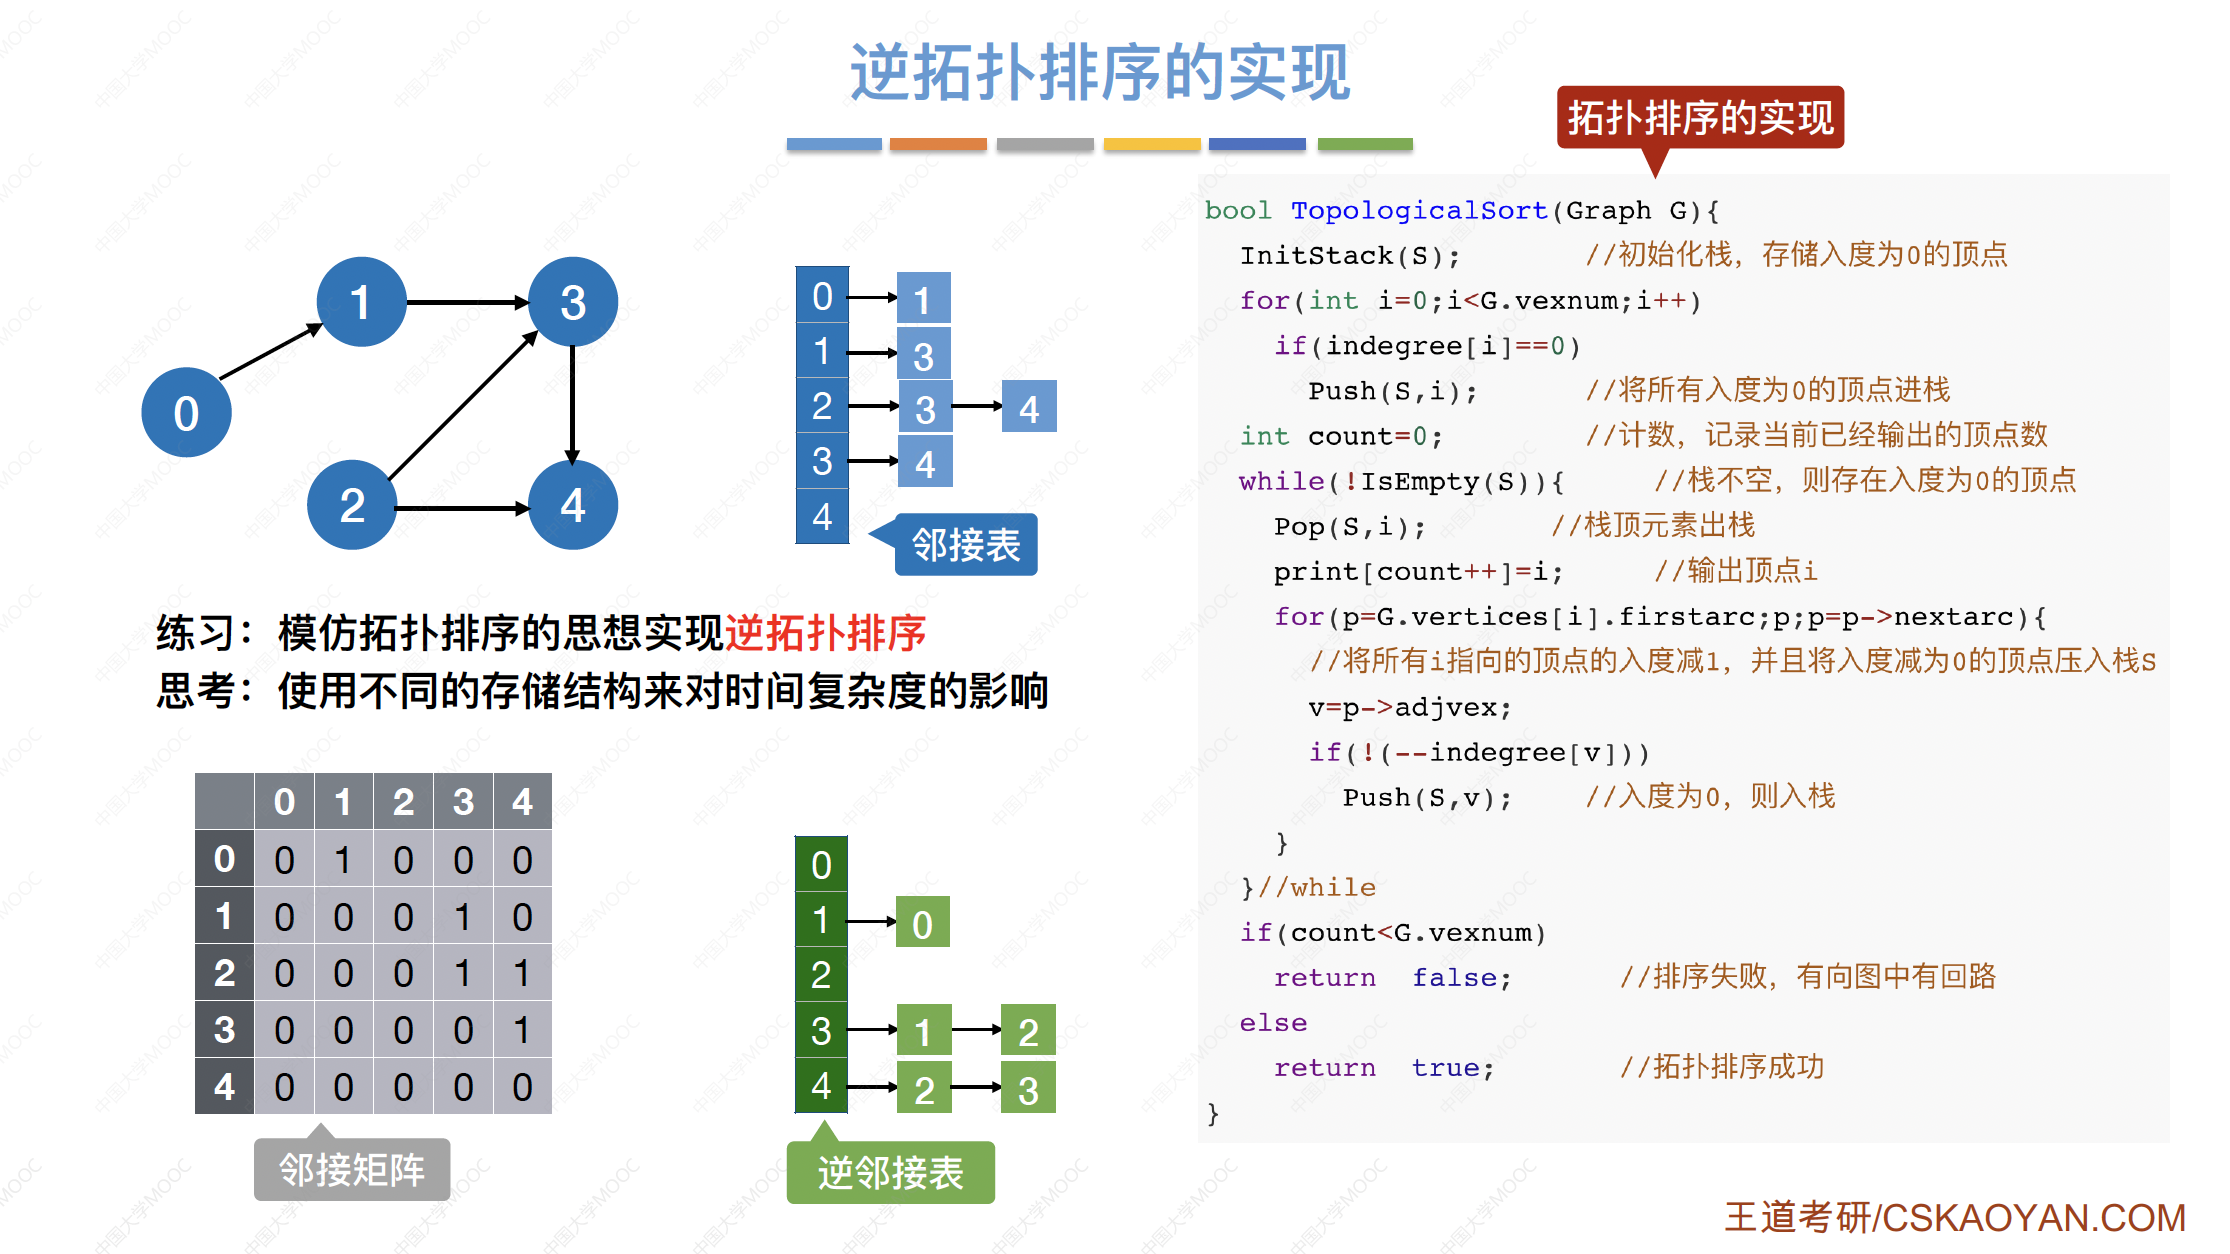 逆拓扑排序的实现
拓扑排序的实现
1
3
0
2
4
0 1
1 3
2 3 4
3 4
4
邻接表
练习：模仿拓扑排序的思想实现逆拓扑排序
思考：使用不同的存储结构来对时间复杂度的影响
0 1 2 3 4
0 0 1 0 0 0
1 0 0 0 1 0
2 0 0 0 1 1
3 0 0 0 0 1
4 0 0 0 0 0
邻接矩阵
0
1 0
2
3 1 2
4 2 3
逆邻接表
bool TopologicalSort(Graph G){
InitStack(S); //初始化栈，存储入度为0的顶点
for(int i=0;i<G.vexnum;i++)
if(indegree[i]==0)
Push(S,i); //将所有入度为0的顶点进栈
int count=0; //计数，记录当前已经输出的顶点数
while(!IsEmpty(S)){ //栈不空，则存在入度为0的顶点
Pop(S,i); //栈顶元素出栈
print[count++]=i; //输出顶点i
for(p=G.vertices[i].firstarc;p;p=p->nextarc){
//将所有i指向的顶点的入度减1，并且将入度减为0的顶点压入栈S
v=p->adjvex;
if(!(--indegree[v]))
Push(S,v); //入度为0，则入栈
}
}//while
if(count<G.vexnum)
return false; //排序失败，有向图中有回路
else
return true; //拓扑排序成功
}
王道考研/CSKAOYAN.COM
中国大学MOOC